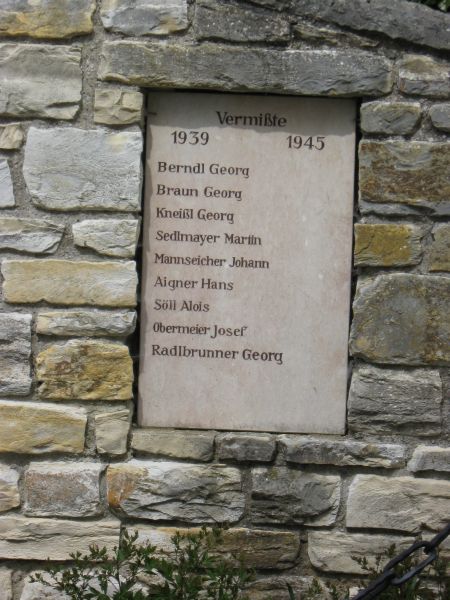 Vermißte
1939 1945
Berndl Georg
Braun Georg
Kneißl Georg
Sedlmayer Martin
Mannseicher Johann
Aigner Hans
Söll Alois
Obermeier Josef
Radlbrunner Georg